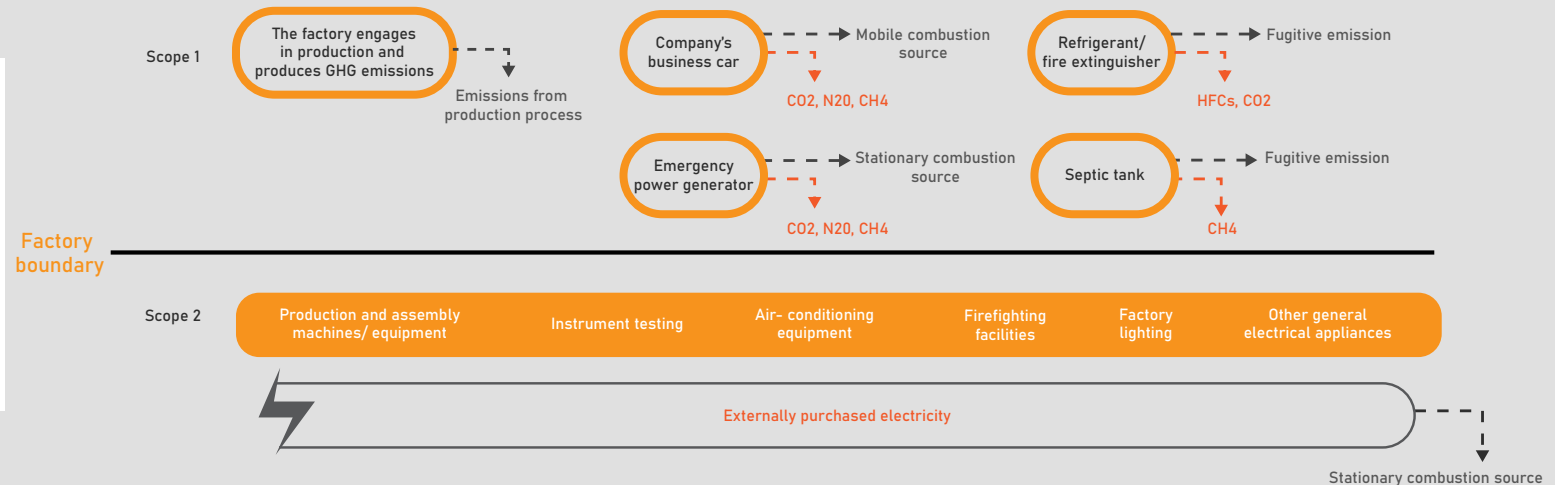 Scope 1
The factory engages
in production and
produces GHG emissions
Emissions from
production process
Company's
business car
Mobile combustion
source
CO2, N20, CH4
Refrigerant/
fire extinguisher
Fugitive emission
HFCs, CO2
Emergency
power generator
Stationary combustion
source
CO2, N20, CH4
Septic tank
Fugitive emission
CH4
Factory
boundary
Scope 2
Production and assembly
machines/ equipment
Instrument testing
Air- conditioning
equipment
Firefighting
facilities
Factory
lighting
Other general
electrical appliances
Externally purchased electricity
Stationary combustion source